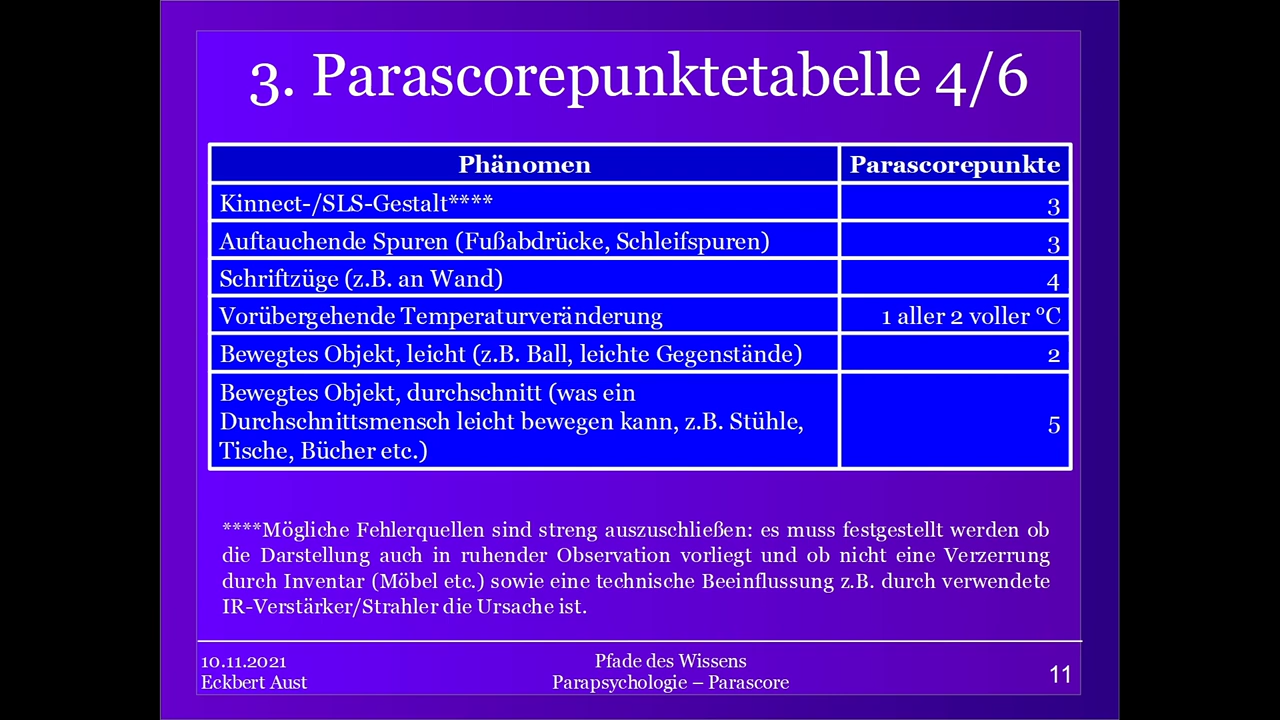 3. Parascorepunktetabelle 4/6
Phänomen Parascorepunkte
Kinnect-/SLS-Gestalt**** 3
Auftauchende Spuren (Fußabdrücke, Schleifspuren) 3
Schriftzüge (z.B. an Wand) 4
Vorübergehende Temperaturveränderung 1 aller 2 voller °C
Bewegtes Objekt, leicht (z.B. Ball, leichte Gegenstände) 2
Bewegtes Objekt, durchschnitt (was ein
Durchschnittsmensch leicht bewegen kann, z.B. Stühle, 5
Tische, Bücher etc.)
****Mögliche Fehlerquellen sind streng auszuschließen: es muss festgestellt werden ob
die Darstellung auch in ruhender Observation vorliegt und ob nicht eine Verzerrung
durch Inventar (Möbel etc.) sowie eine technische Beeinflussung z.B. durch verwendete
IR-Verstärker/Strahler die Ursache ist.
10.11.2021 Pfade des Wissens
Eckbert Aust Parapsychologie – Parascore 11